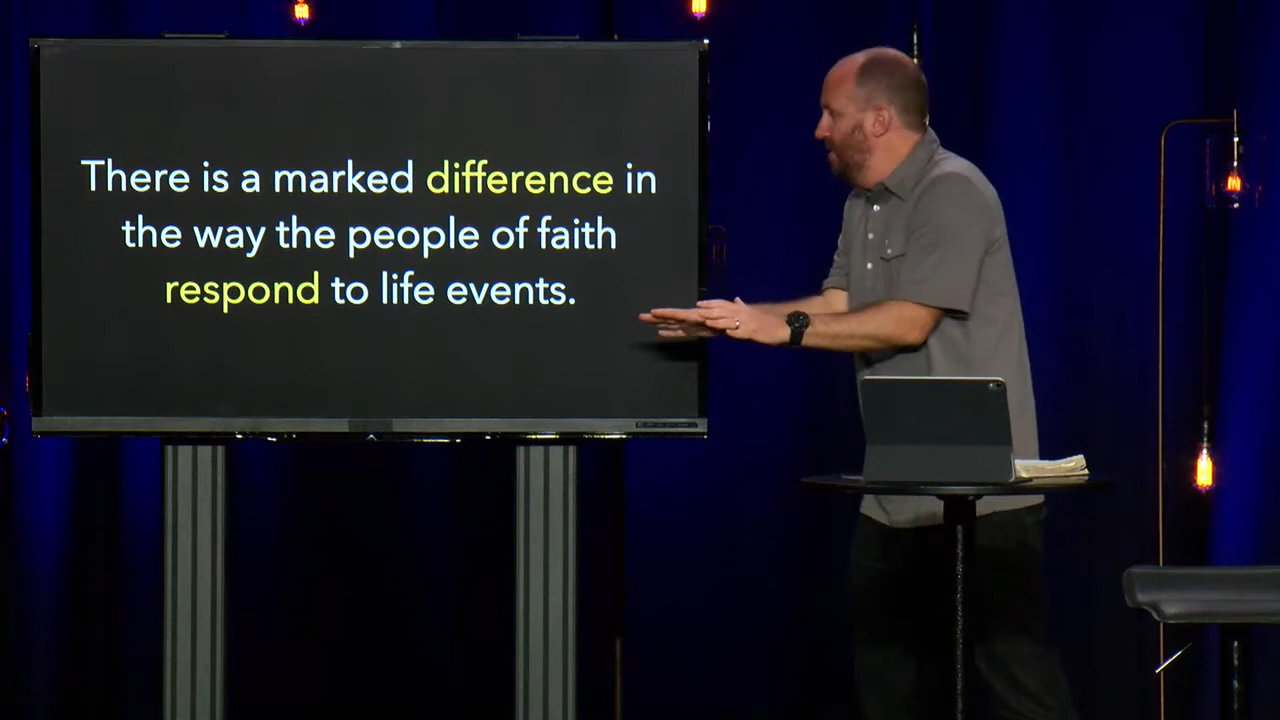 There is a marked difference in
the way the people of faith
respond to life events.